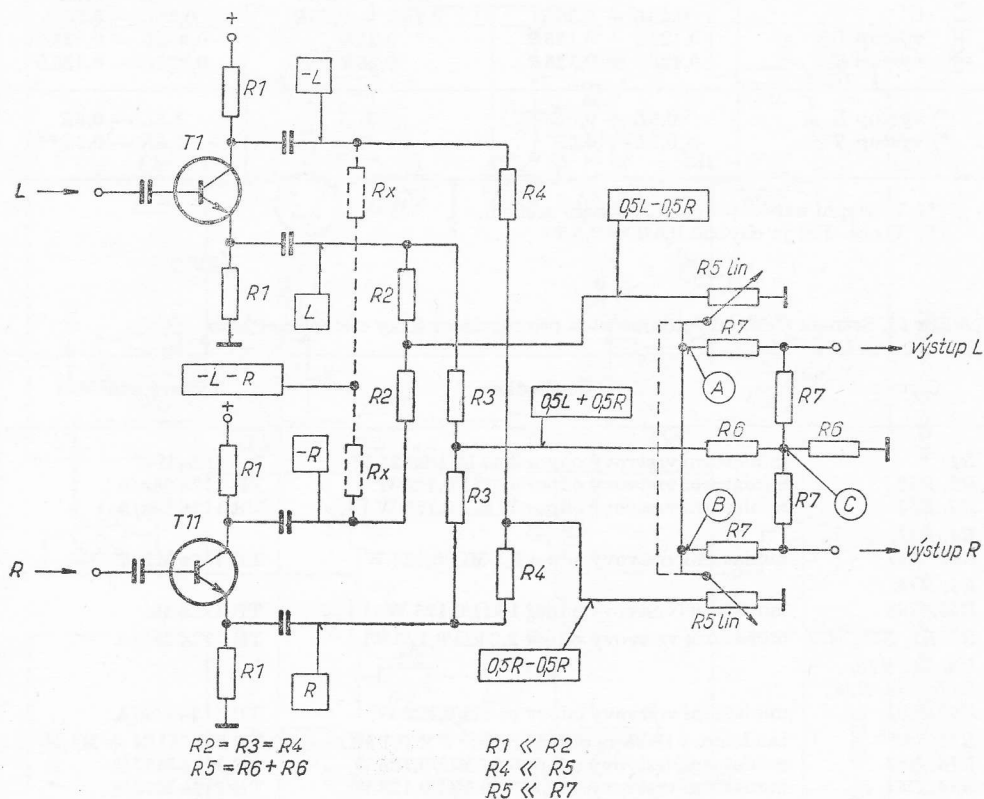 +
R1
-L
T1
L
Rx
R4
0,5L-0,5R
R1
L
R2
R5 lin
R7
výstup L
-L-R
A
+
R2
R3
0,5L+0,5R
R7
R6
R6
R1
-R
Rx
R3
T11
R7
B
C
R7
R
R4
výstup R
R5 lin
R1
R
0,5R-0,5R
R2=R3=R4
R5=R6+R6
R1 << R2
R4 << R5
R5 << R7